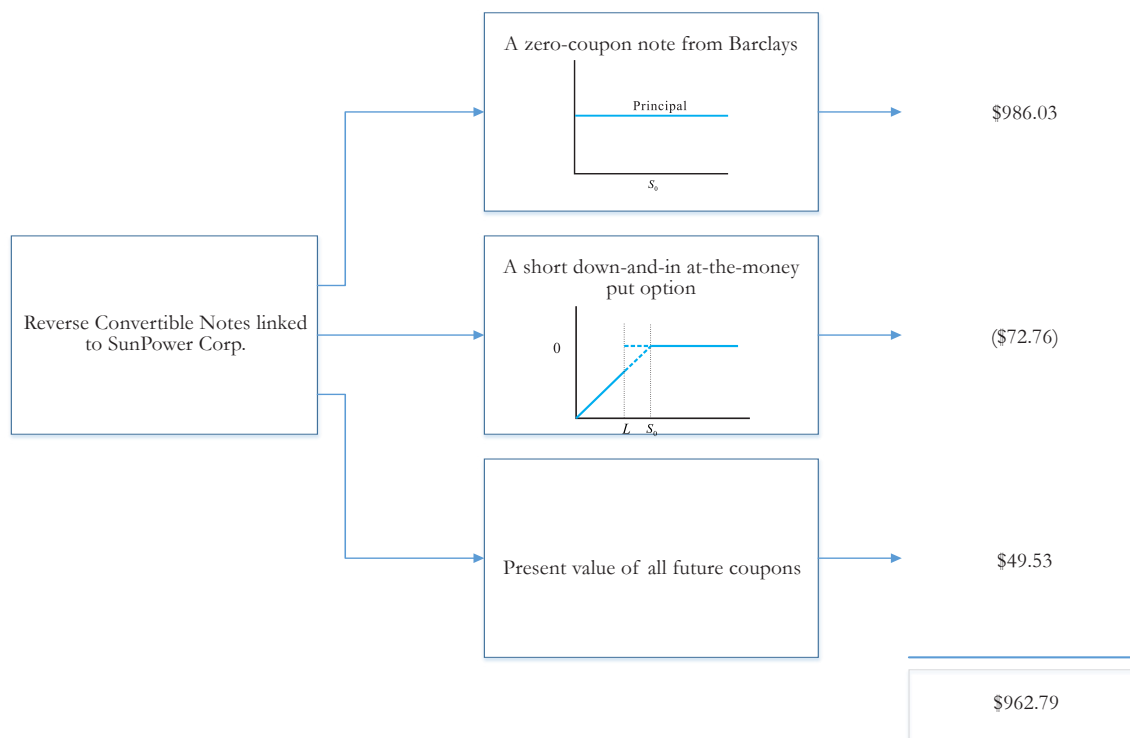 A zero-coupon note from Barclays
Principal
S₀
$986.03
Reverse Convertible Notes linked
to SunPower Corp.
A short down-and-in at-the-money
put option
0
L S₀
($72.76)
Present value of all future coupons
$49.53
$962.79